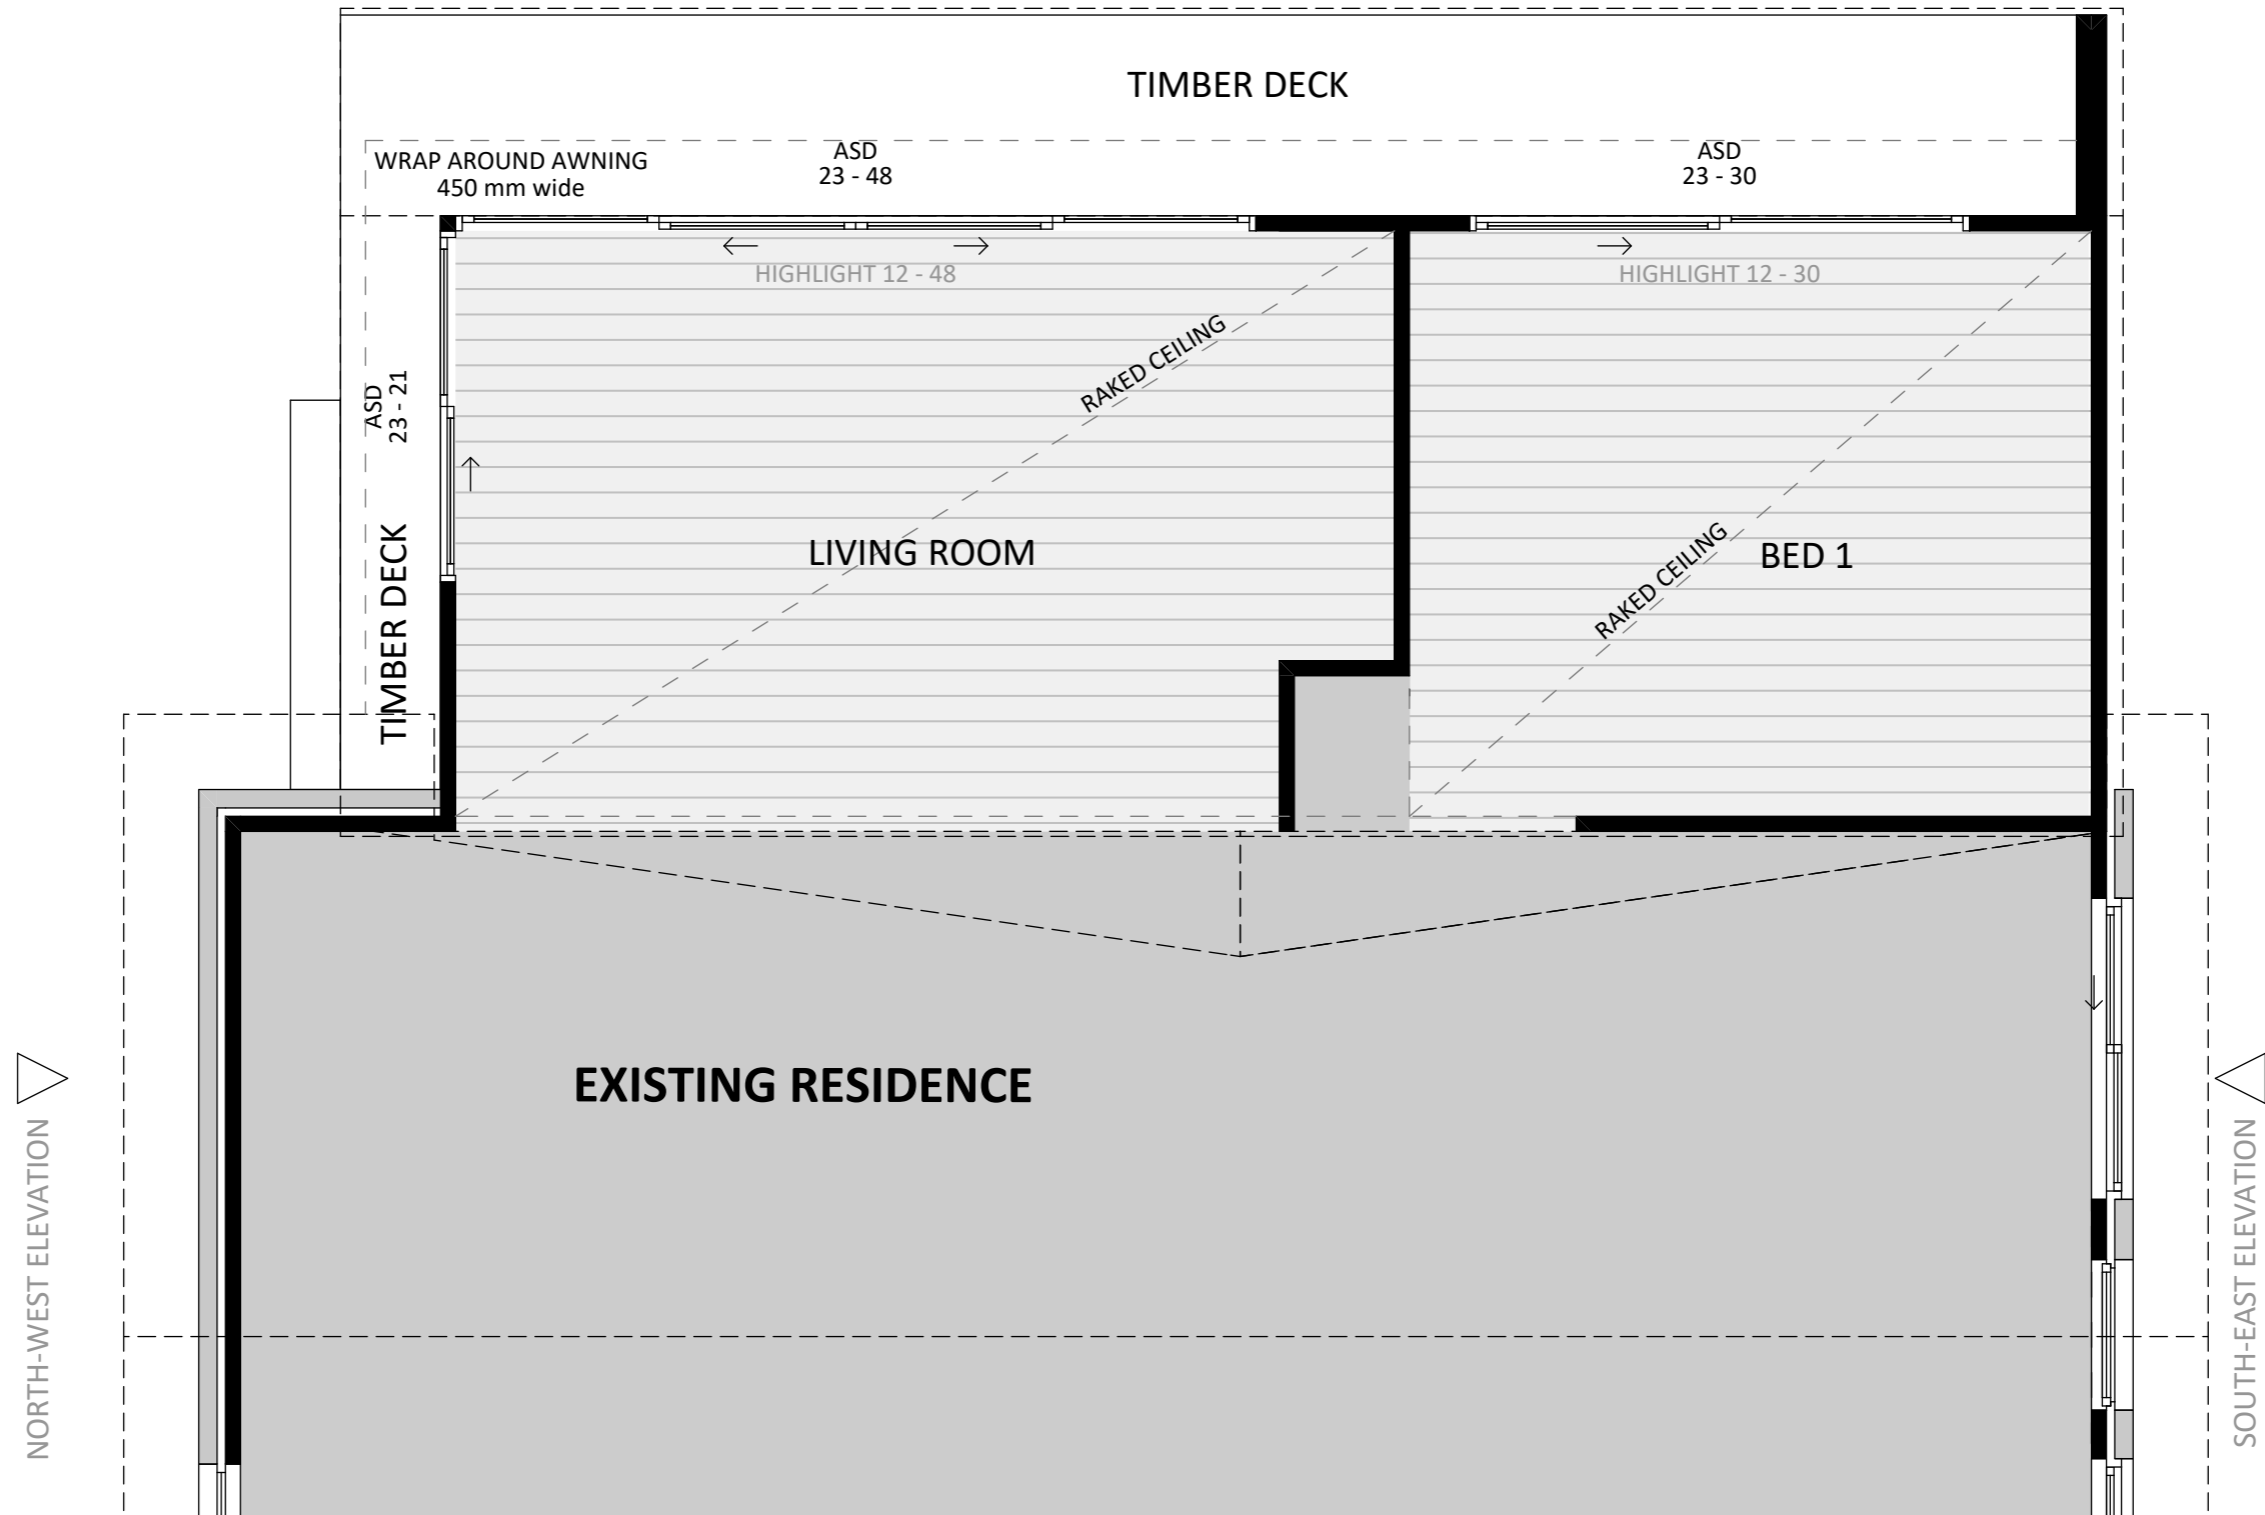 TIMBER DECK
WRAP AROUND AWNING
450 mm wide
ASD
23 - 48
ASD
23 - 30
HIGHLIGHT 12 - 48
HIGHLIGHT 12 - 30
ASD
23 - 21
RAKED CEILING
RAKED CEILING
LIVING ROOM
BED 1
TIMBER DECK
EXISTING RESIDENCE
NORTH-WEST ELEVATION
SOUTH-EAST ELEVATION